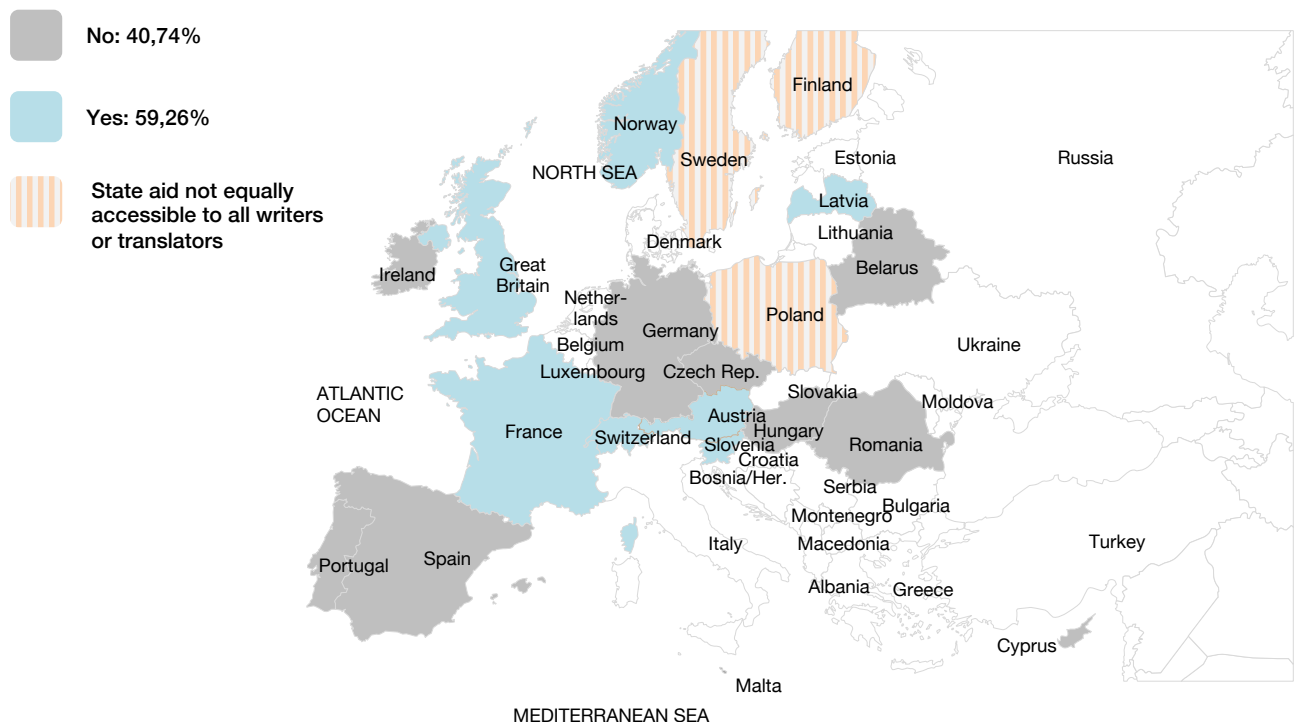 No: 40,74%
Yes: 59,26%
State aid not equally
accessible to all writers
or translators
Finland
Norway
Sweden
Estonia
Russia
NORTH SEA
Latvia
Lithuania
Denmark
Belarus
Ireland
Great
Britain
Nether-
lands
Poland
Germany
Belgium
Ukraine
Luxembourg
Czech Rep.
ATLANTIC
OCEAN
Slovakia
Moldova
Austria
France
Switzerland
Hungary
Slovenia
Romania
Croatia
Bosnia/Her.
Serbia
Bulgaria
Montenegro
Italy
Macedonia
Turkey
Portugal
Spain
Albania
Greece
Cyprus
Malta
MEDITERRANEAN SEA